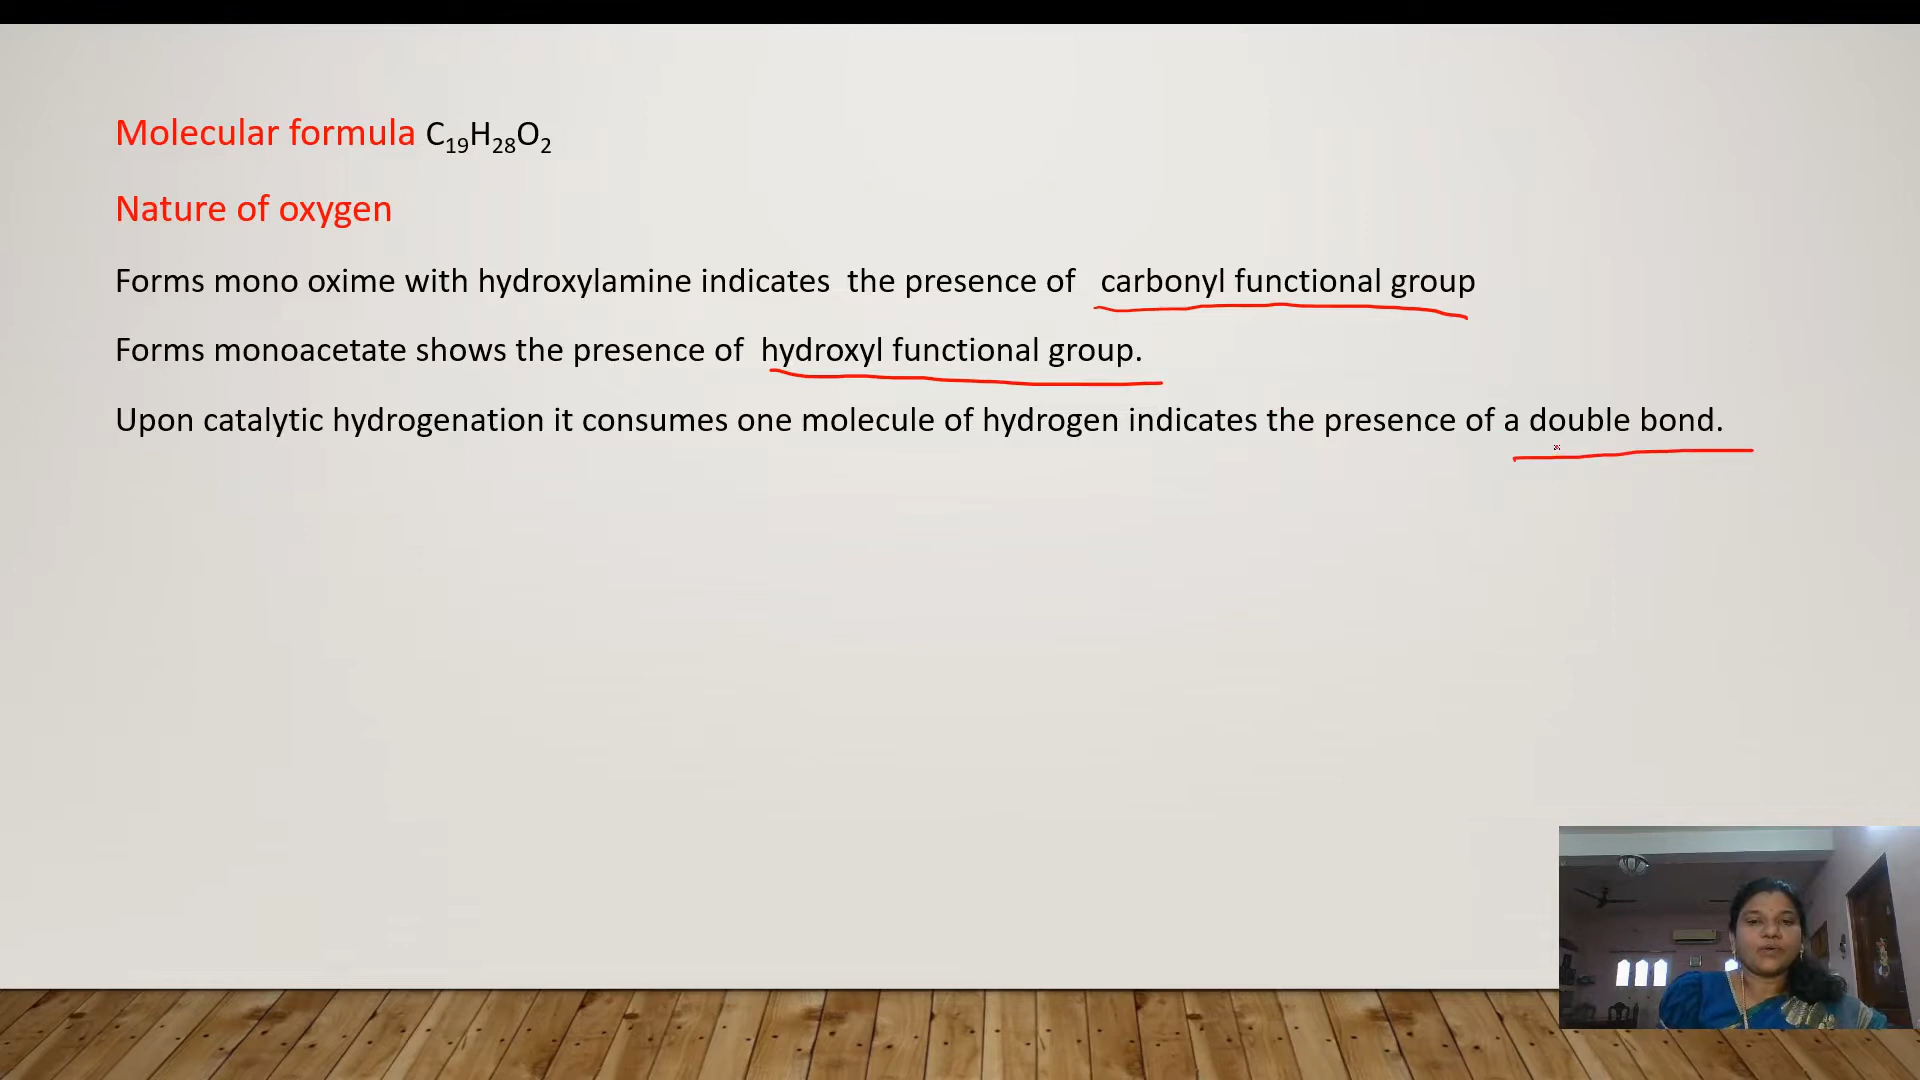 Molecular formula C₁₉H₂₈O₂
Nature of oxygen
Forms mono oxime with hydroxylamine indicates the presence of carbonyl functional group
Forms monoacetate shows the presence of hydroxyl functional group.
Upon catalytic hydrogenation it consumes one molecule of hydrogen indicates the presence of a double bond.